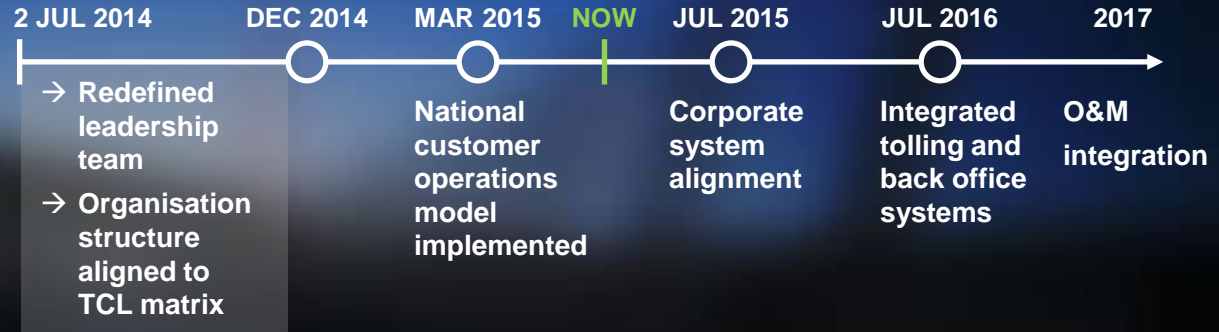 2 JUL 2014 DEC 2014 MAR 2015 NOW JUL 2015 JUL 2016 2017
→ Redefined
leadership
team
→ Organisation
structure
aligned to
TCL matrix
National
customer
operations
model
implemented
Corporate
system
alignment
Integrated
tolling and
back office
systems
O&M
integration